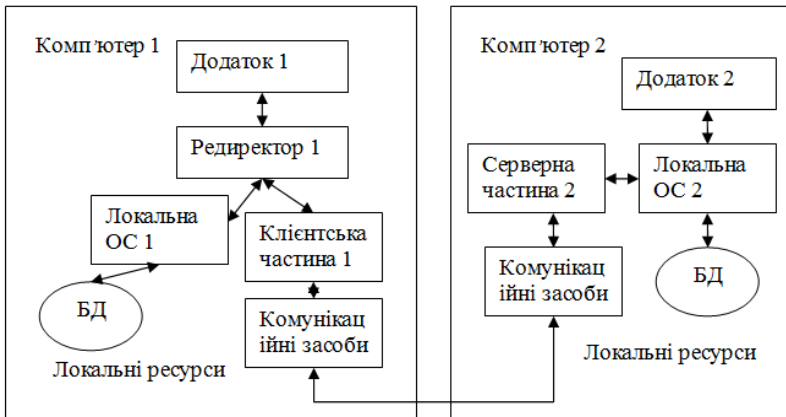 Комп’ютер 1
Додаток 1
Редиректор 1
Локальна
ОС 1
Клієнтська
частина 1
БД
Комунікац
ійні засоби
Локальні ресурси
Комп’ютер 2
Додаток 2
Серверна
частина 2
Локальна
ОС 2
Комунікац
ійні засоби
БД
Локальні ресурси